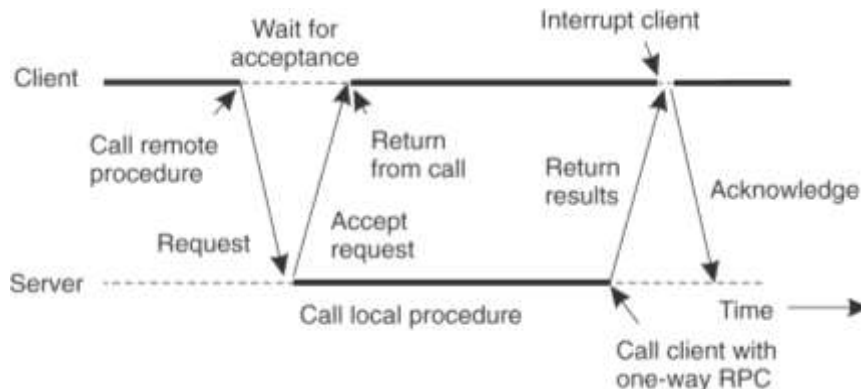 Interrupt client
Wait for
acceptance
Client
Call remote
procedure
Return
from call
Return
results
Acknowledge
Request
Accept
request
Server
Call local procedure
Time
Call client with
one-way RPC